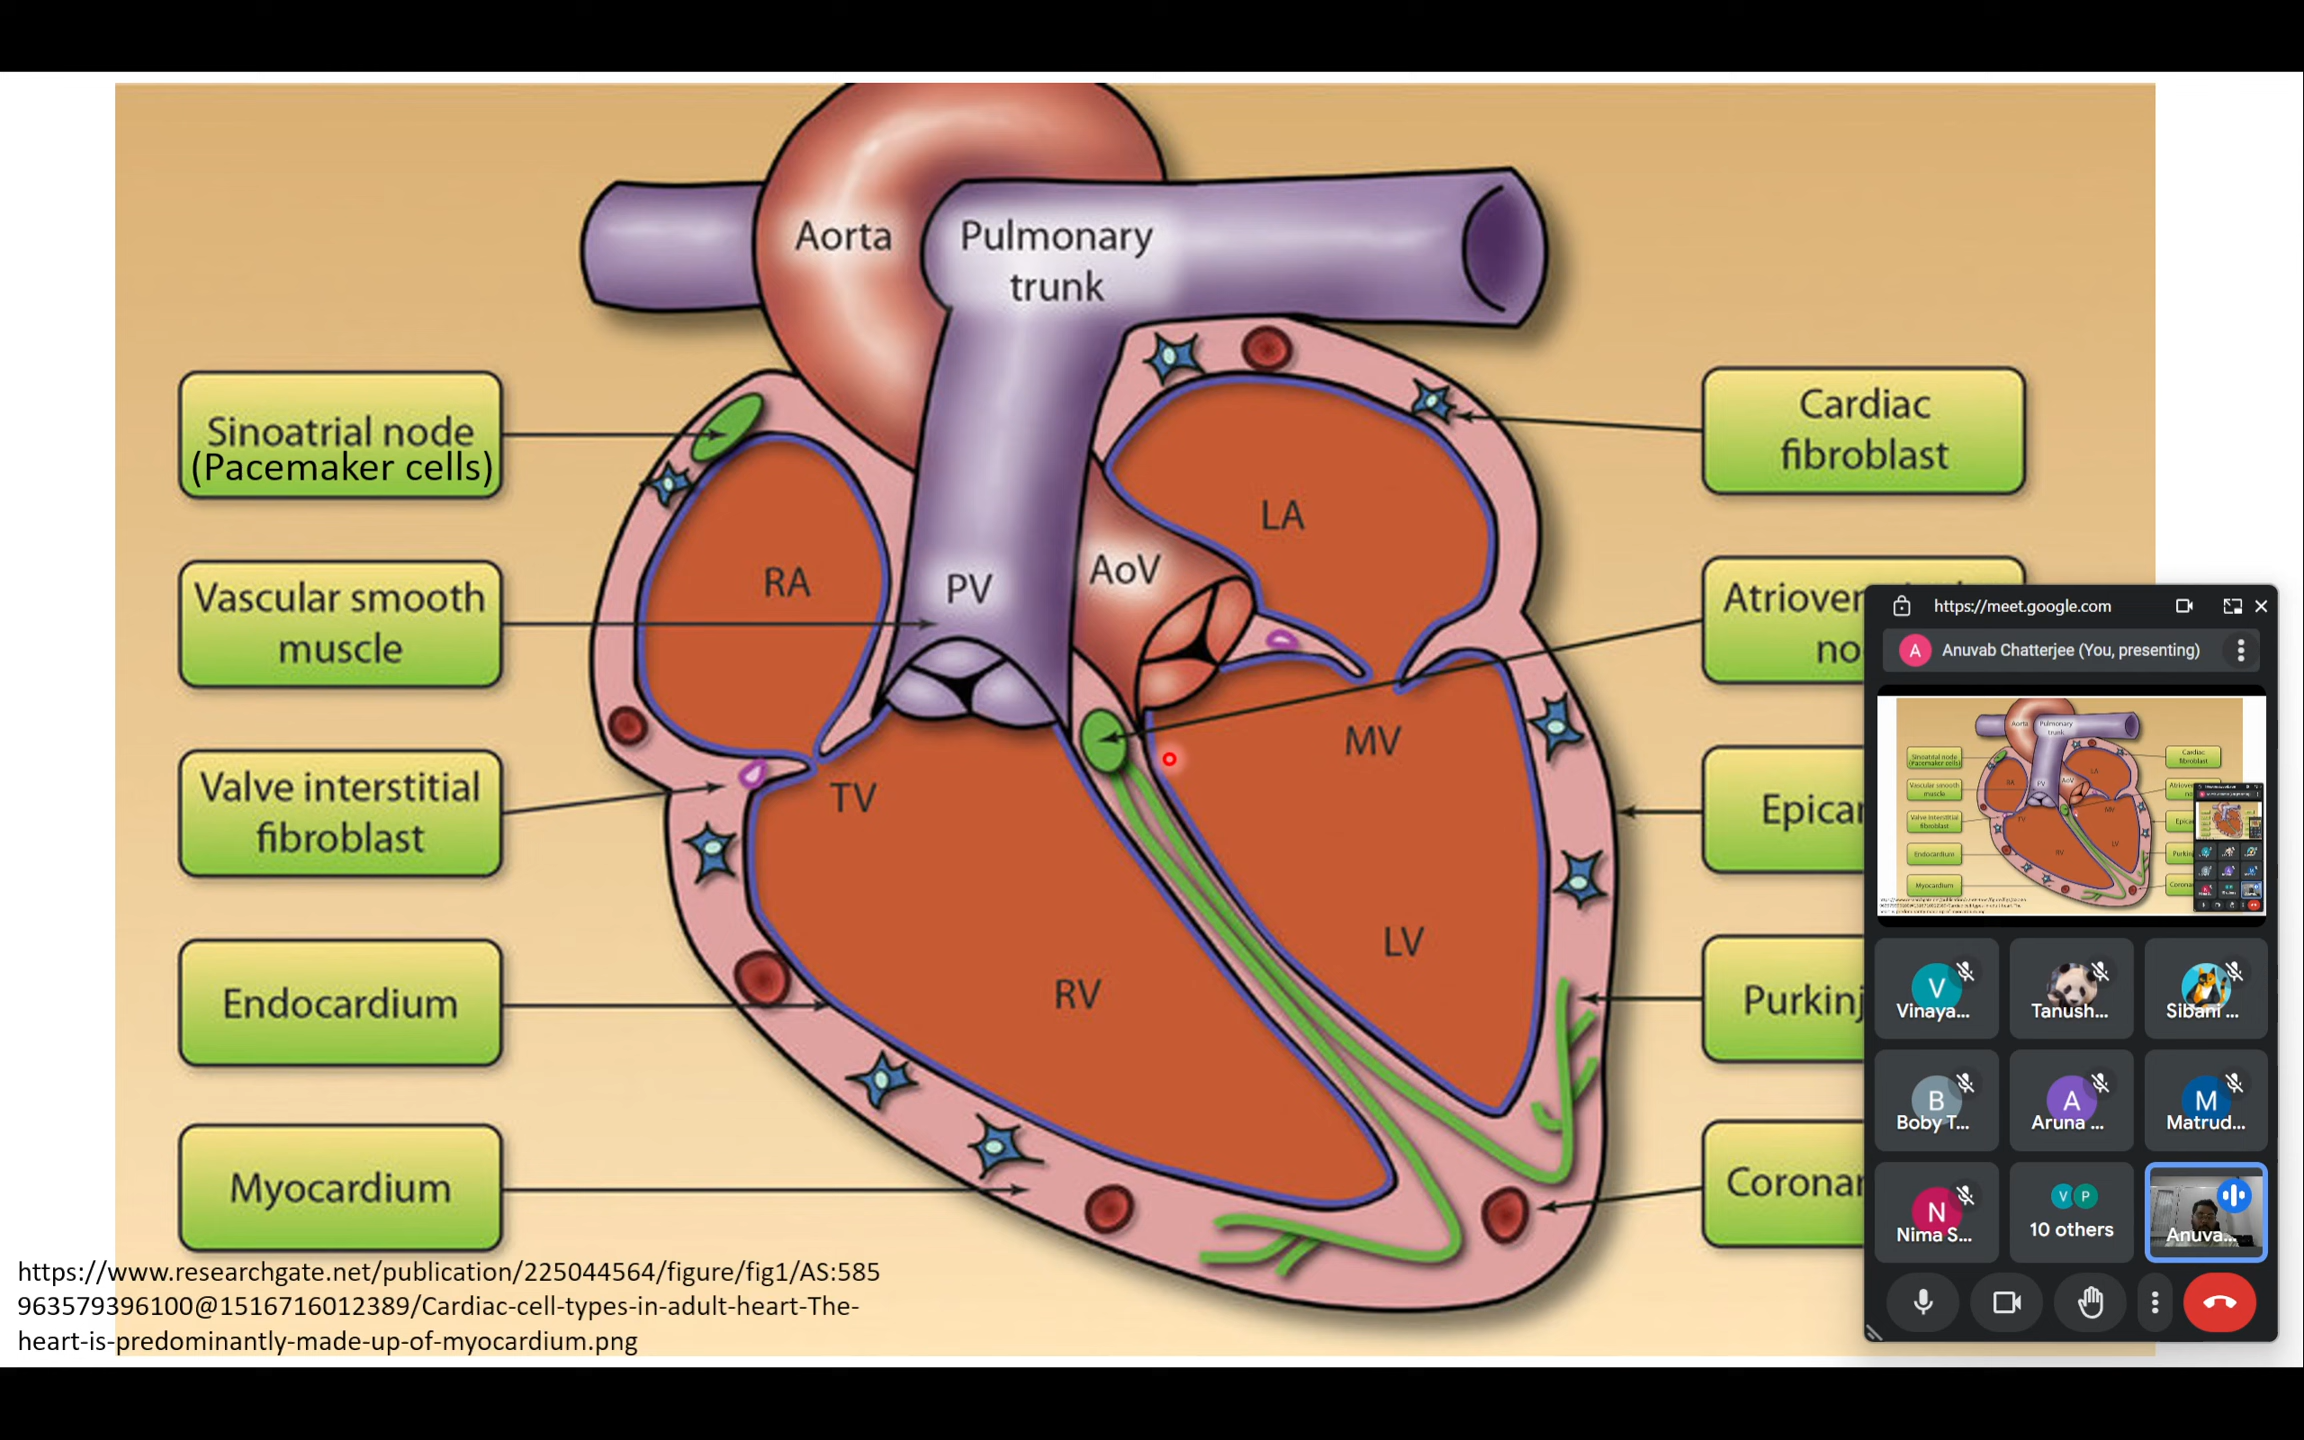 Aorta
Pulmonary
trunk
Sinoatrial node
(Pacemaker cells)
Vascular smooth
muscle
Valve interstitial
fibroblast
Endocardium
Myocardium
RA
PV
AoV
LA
TV
MV
RV
LV
Cardiac
fibroblast
Atrioven
no
Epicar
Purkinj
Coronar
https://www.researchgate.net/publication/225044564/figure/fig1/AS:585
963579396100@1516716012389/Cardiac-cell-types-in-adult-heart-The-
heart-is-predominantly-made-up-of-myocardium.png
https://meet.google.com
A Anuvab Chatterjee (You, presenting)
V
Vinaya...
Tanush...
Sibani ...
B
Boby T...
A
Aruna ...
M
Matrud...
N
Nima S...
V P
10 others
Anuva...